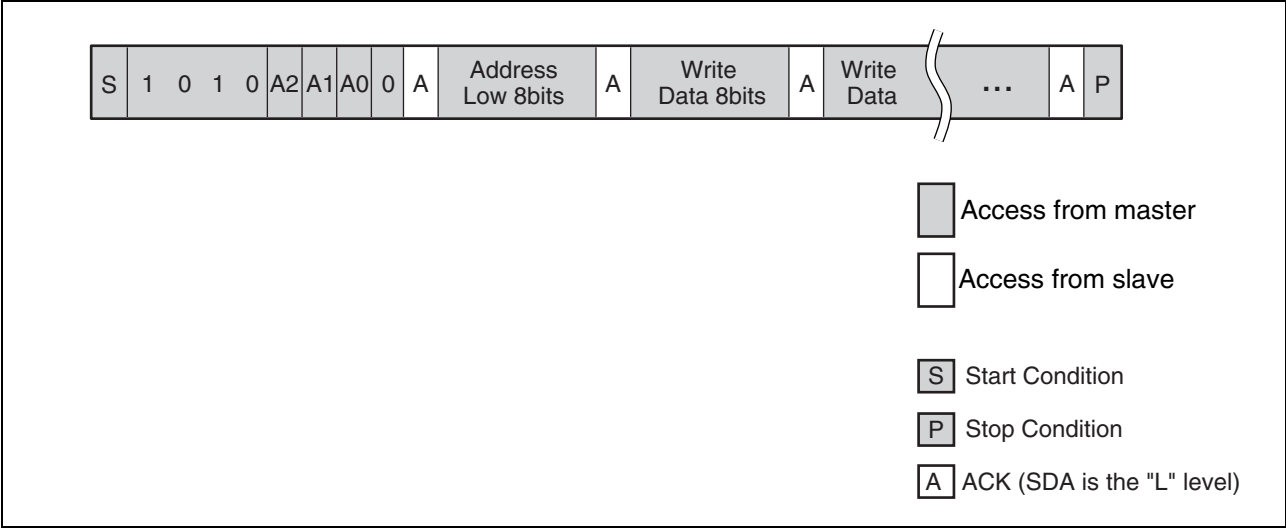 S 1 0 1 0 A2 A1 A0 0 A Address Low 8bits A Write Data 8bits A Write Data ... A P
Access from master
Access from slave
S Start Condition
P Stop Condition
A ACK (SDA is the "L" level)